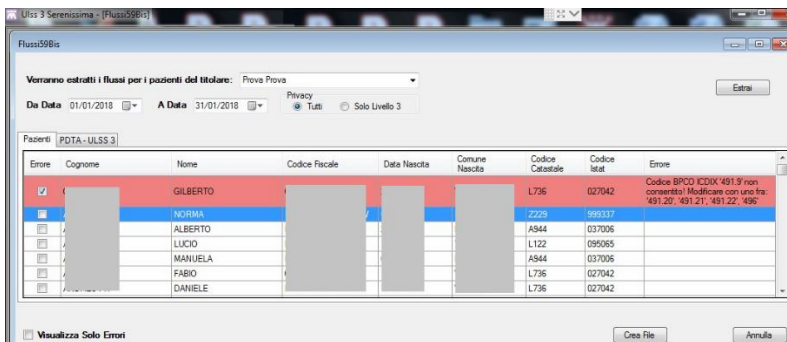 Ulss 3 Serenissima - [Flussi59Bis]
Flussi59Bis
Verranno estratti i flussi per i pazienti del titolare: Prova Prova
Estrai
Privacy
Da Data 01/01/2018 A Data 31/01/2018 Tutti Solo Livello 3
Pazienti PDTA - ULSS 3
Errore Cognome Nome Codice Fiscale Data Nascita Comune Nascita Codice Catastale Codice Istat Errore
GILBERTO L736 027042 Codice BPCO ICDIX '491.9' non consentito! Modificare con uno fra: '491.20', '491.21', '491.22', '496'
NORMA Z229 999337
ALBERTO A944 037006
LUCIO L122 095065
MANUELA A944 037006
FABIO L736 027042
DANIELE L736 027042
Visualizza Solo Errori Crea File Annulla